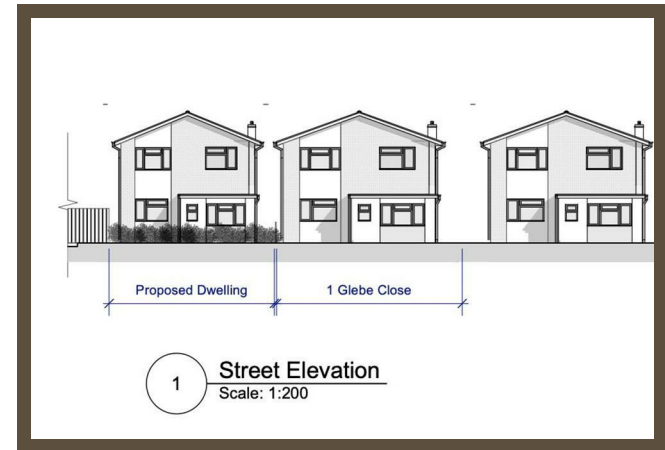 Proposed Dwelling
1 Glebe Close
1
Street Elevation
Scale: 1:200